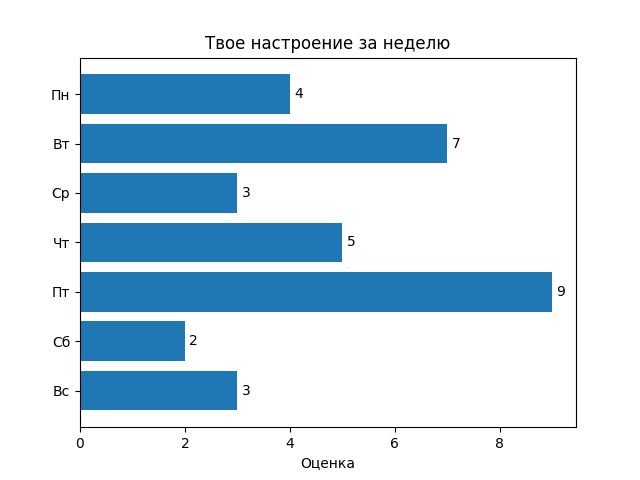 Твое настроение за неделю
Пн
4
Вт
7
Ср
3
Чт
5
Пт
9
Сб
2
Вс
3
0 2 4 6 8
Оценка